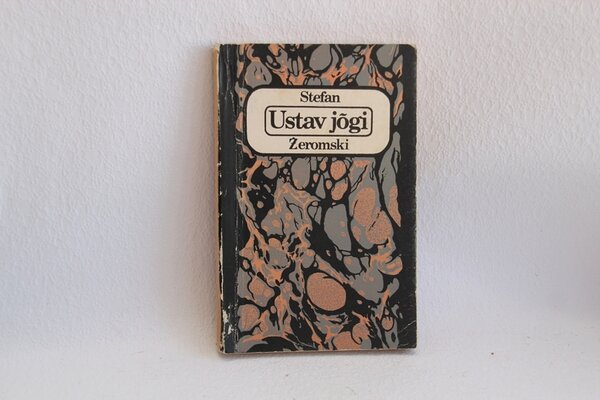 Stefan
Ustav jõgi
Żeromski